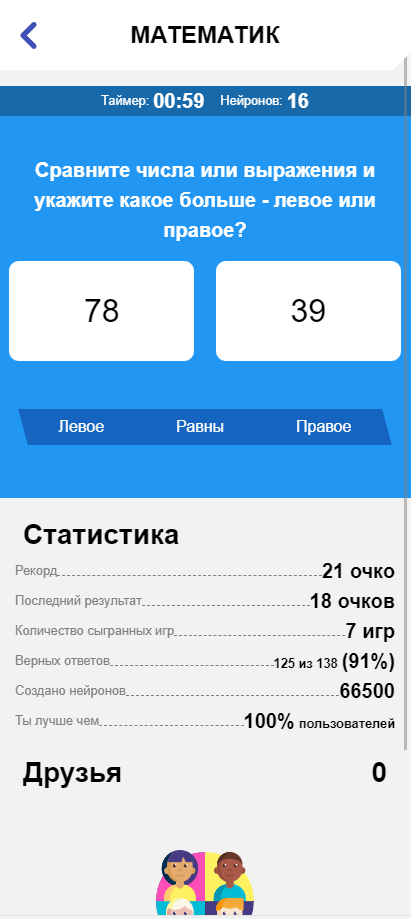 МАТЕМАТИК
Таймер: 00:59 Нейронов: 16
Сравните числа или выражения и
укажите какое больше - левое или
правое?
78 39
Левое Равны Правое
Статистика
Рекорд 21 очко
Последний результат 18 очков
Количество сыгранных игр 7 игр
Верных ответов 125 из 138 (91%)
Создано нейронов 66500
Ты лучше чем 100% пользователей
Друзья 0